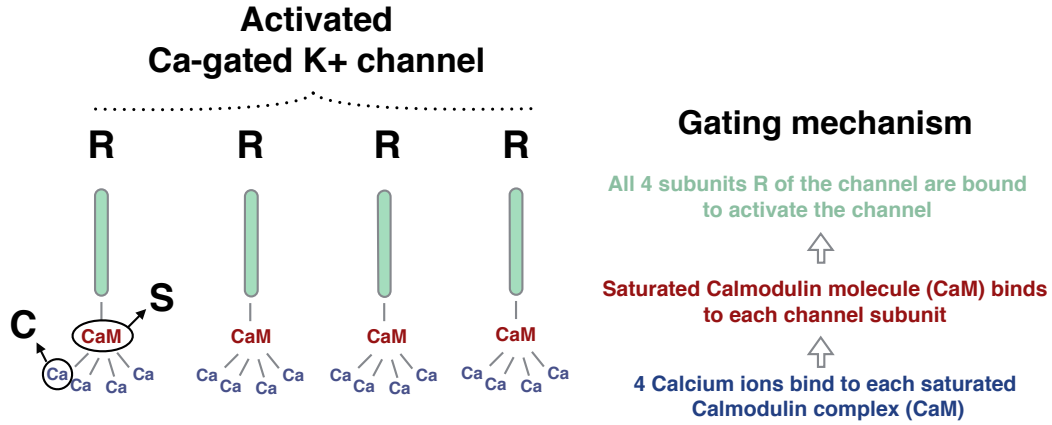 Activated
Ca-gated K+ channel
R R R R
S
C
CaM CaM CaM CaM
Ca Ca Ca Ca Ca Ca Ca Ca Ca Ca Ca Ca Ca Ca Ca Ca
Gating mechanism
All 4 subunits R of the channel are bound
to activate the channel
Saturated Calmodulin molecule (CaM) binds
to each channel subunit
4 Calcium ions bind to each saturated
Calmodulin complex (CaM)